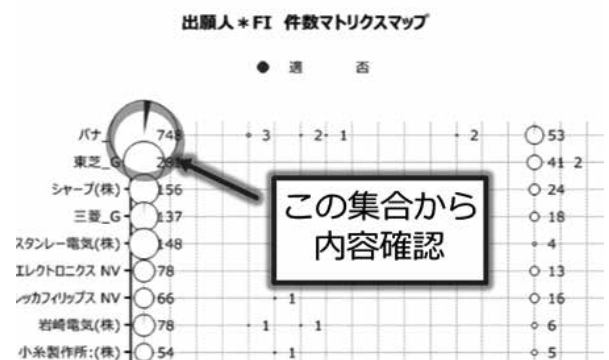 出願人＊FI 件数マトリクスマップ
● 適 否
パナ_ 743 3 2 1 2 53
東芝_G 41 2
シャープ(株) 156 24
三菱_G 137 18
スタンレー電気(株) 148 4
エレクトロニクス NV 78 13
ッカフィリップス NV 66 1 16
岩崎電気(株) 78 1 1 6
小糸製作所:(株) 54 1 5
この集合から
内容確認